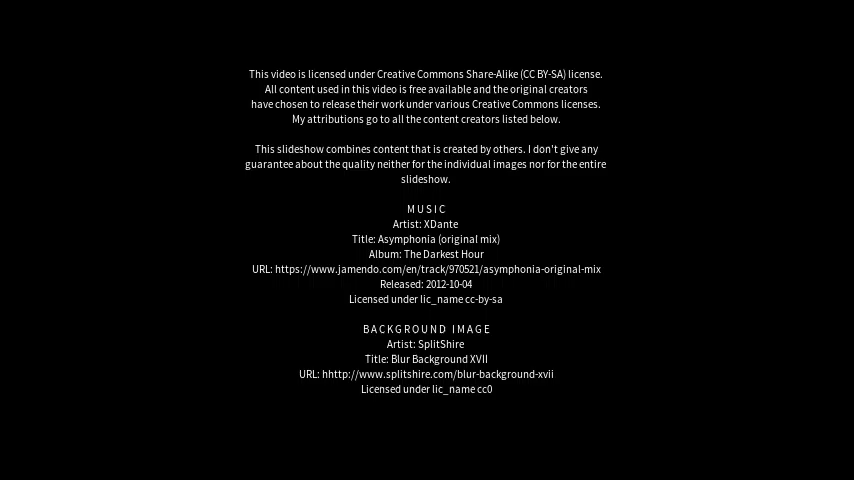 This video is licensed under Creative Commons Share-Alike (CC BY-SA) license.
All content used in this video is free available and the original creators
have chosen to release their work under various Creative Commons licenses.
My attributions go to all the content creators listed below.
This slideshow combines content that is created by others. I don't give any
guarantee about the quality neither for the individual images nor for the entire
slideshow.
MUSIC
Artist: XDante
Title: Asymphonia (original mix)
Album: The Darkest Hour
URL: https://www.jamendo.com/en/track/970521/asymphonia-original-mix
Released: 2012-10-04
Licensed under lic_name cc-by-sa
BACKGROUND IMAGE
Artist: SplitShire
Title: Blur Background XVII
URL: hhttp://www.splitshire.com/blur-background-xvii
Licensed under lic_name cc0